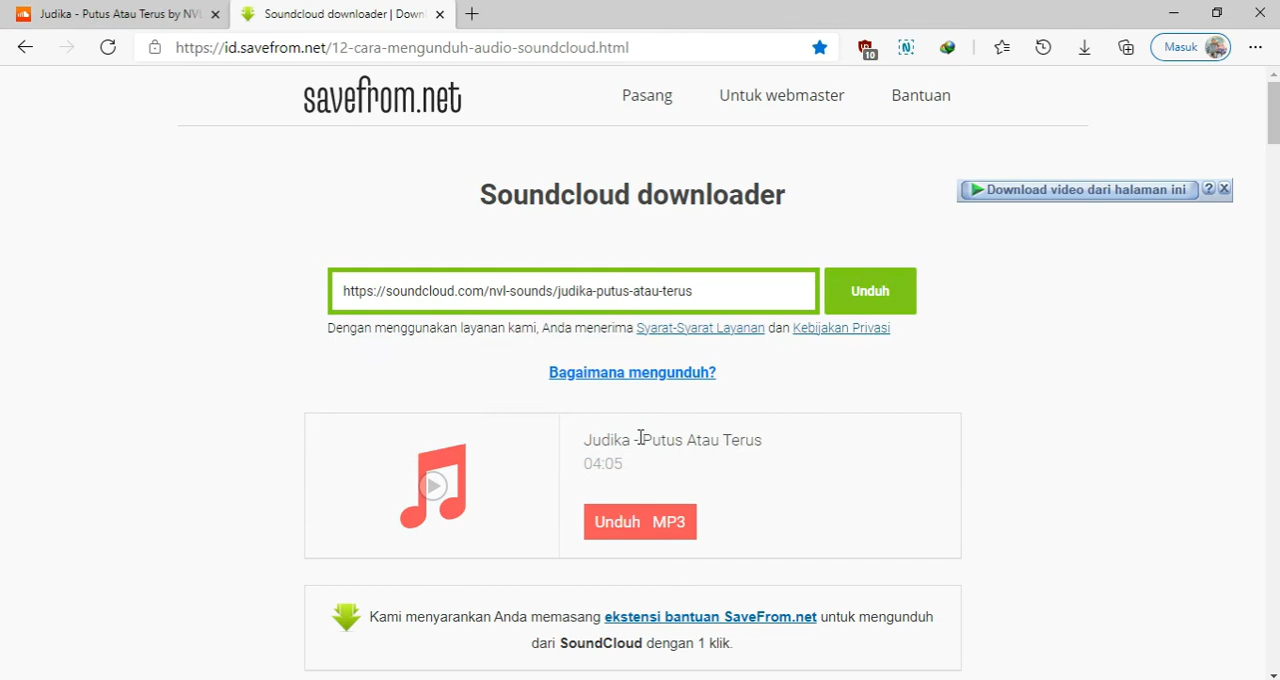 Judika - Putus Atau Terus by NVL
Soundcloud downloader | Down
https://id.savefrom.net/12-cara-mengunduh-audio-soundcloud.html
10
N
Masuk
savefrom.net
Pasang
Untuk webmaster
Bantuan
Soundcloud downloader
Download video dari halaman ini
?
X
https://soundcloud.com/nvl-sounds/judika-putus-atau-terus
Unduh
Dengan menggunakan layanan kami, Anda menerima Syarat-Syarat Layanan dan Kebijakan Privasi
Bagaimana mengunduh?
Judika - Putus Atau Terus
04:05
Unduh MP3
Kami menyarankan Anda memasang ekstensi bantuan SaveFrom.net untuk mengunduh
dari SoundCloud dengan 1 klik.